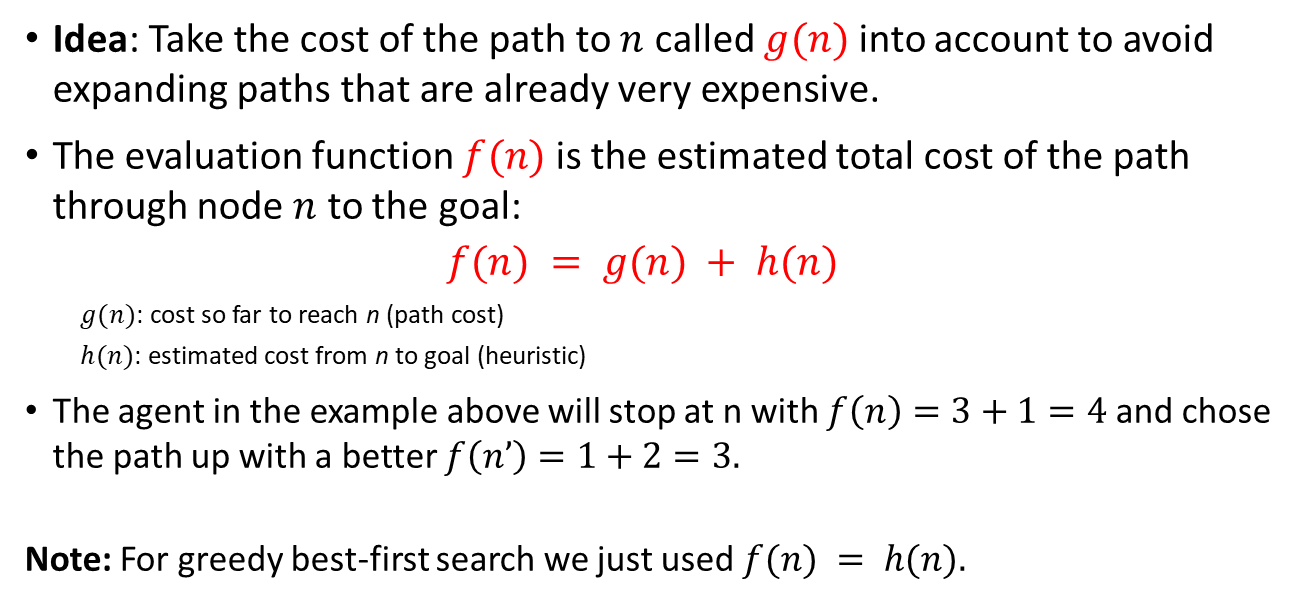 • Idea: Take the cost of the path to n called g(n) into account to avoid
expanding paths that are already very expensive.
• The evaluation function f(n) is the estimated total cost of the path
through node n to the goal:
f(n) = g(n) + h(n)
g(n): cost so far to reach n (path cost)
h(n): estimated cost from n to goal (heuristic)
• The agent in the example above will stop at n with f(n) = 3 + 1 = 4 and chose
the path up with a better f(n’) = 1 + 2 = 3.
Note: For greedy best-first search we just used f(n) = h(n).